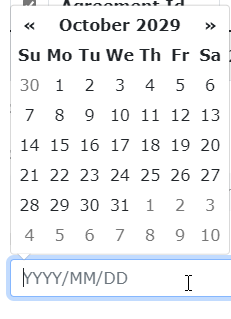 Agreement Id
« October 2029 »
Su Mo Tu We Th Fr Sa
30 1 2 3 4 5 6
7 8 9 10 11 12 13
14 15 16 17 18 19 20
21 22 23 24 25 26 27
28 29 30 31 1 2 3
4 5 6 7 8 9 10
YYYY/MM/DD